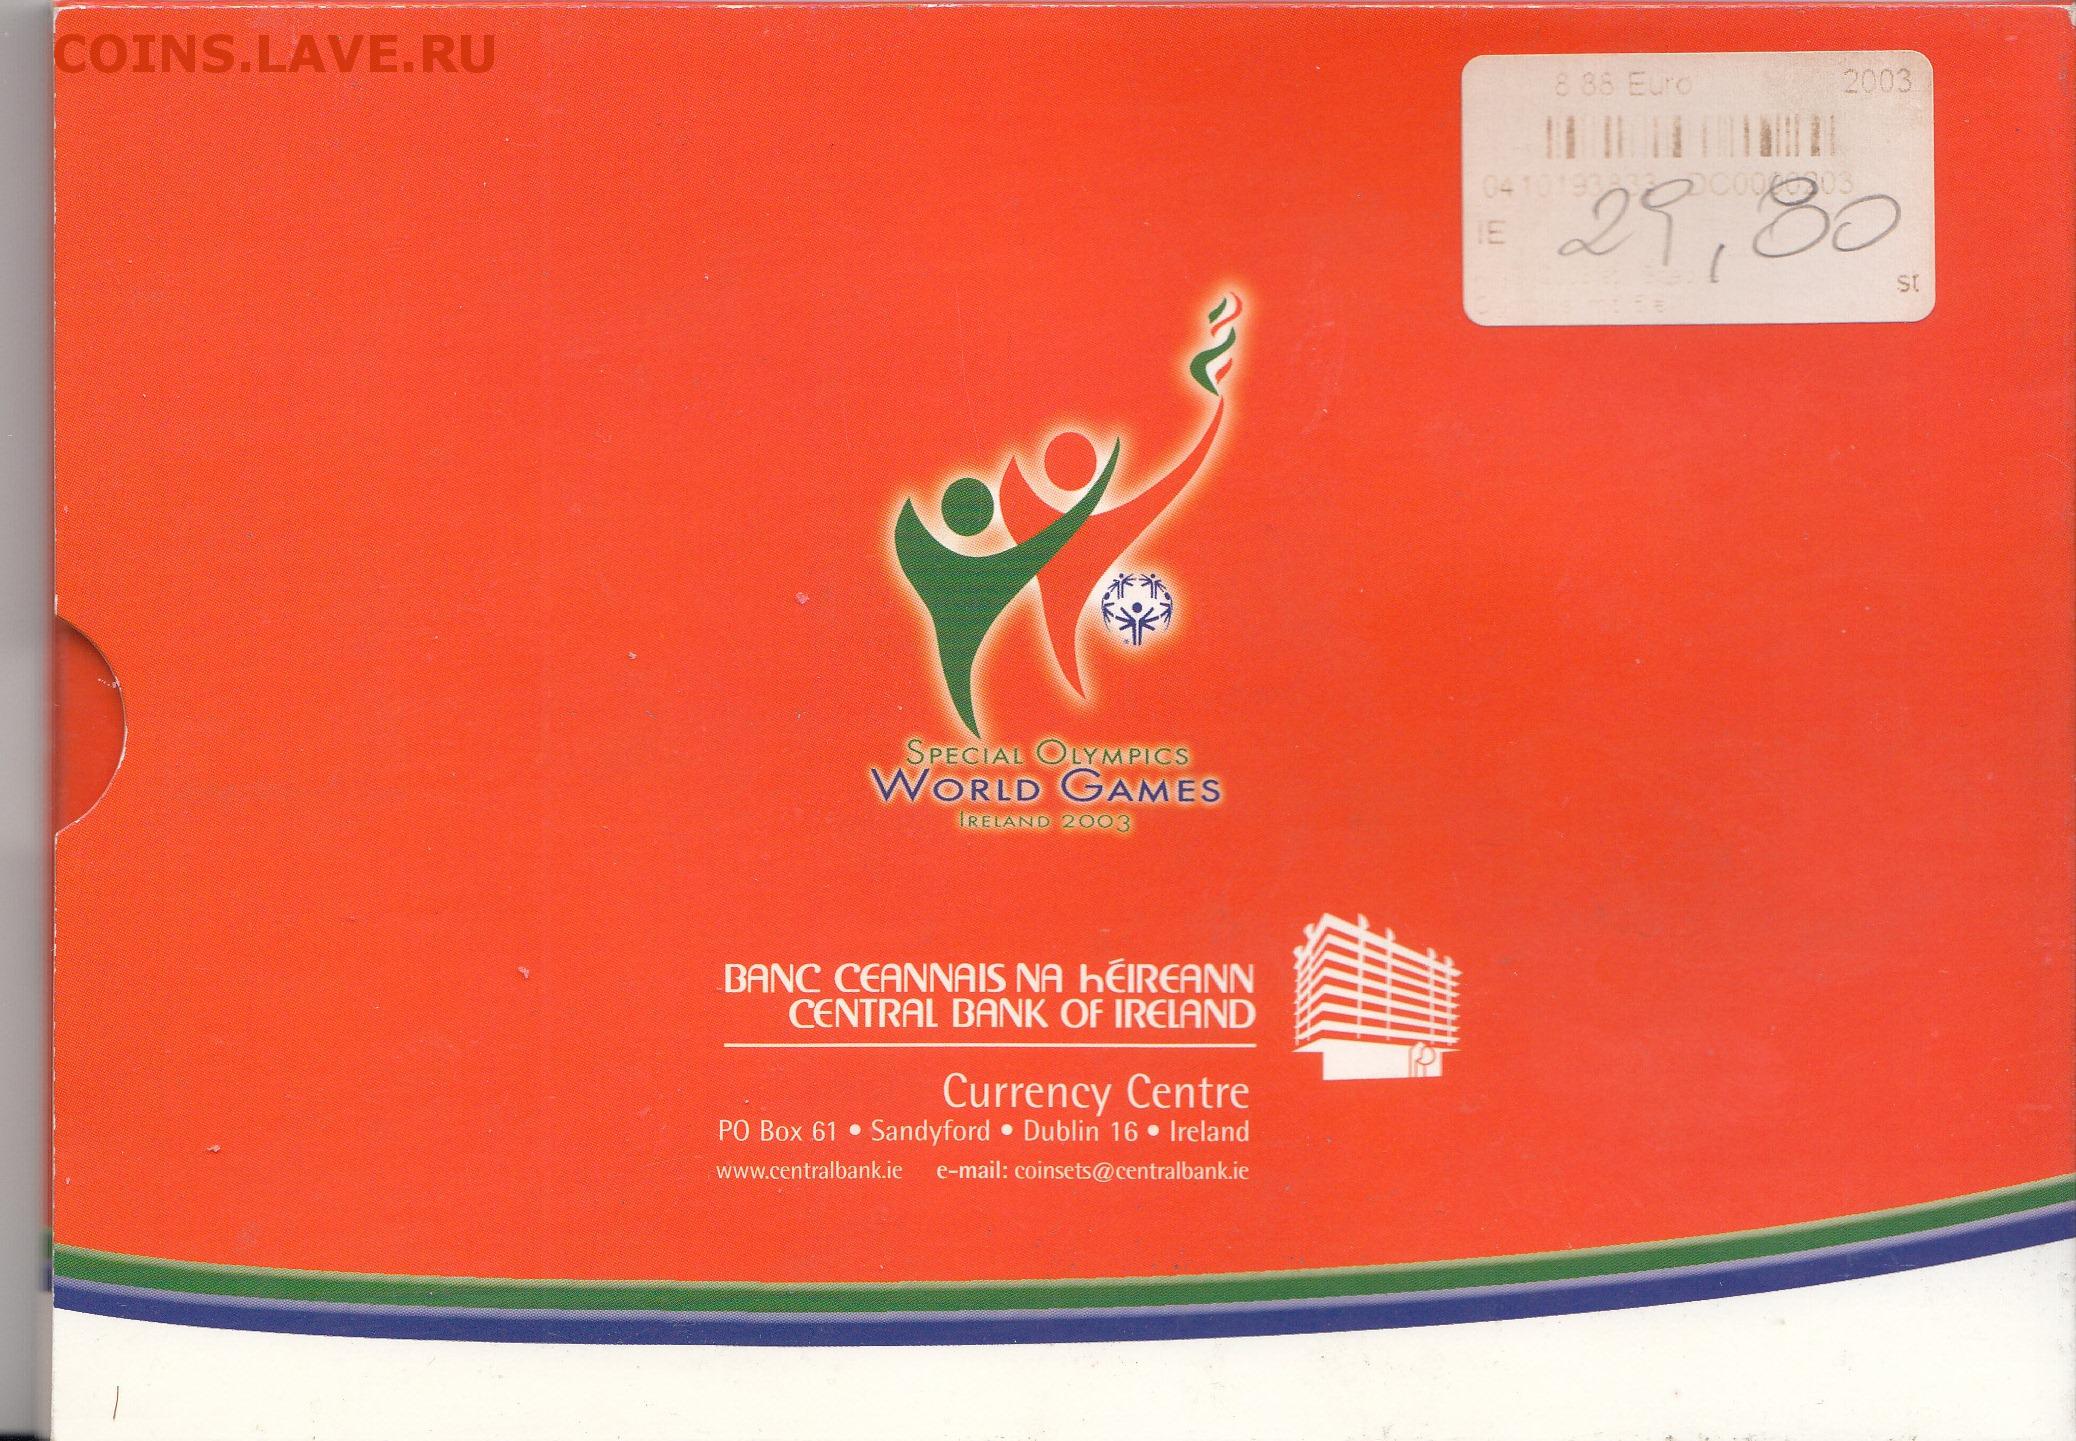 COINS.LAVE.RU
8 88 Euro 2003
IE
29,80
st
SPECIAL OLYMPICS
WORLD GAMES
IRELAND 2003
BANC CEANNAIS NA hÉIREANN
CENTRAL BANK OF IRELAND
Currency Centre
PO Box 61 • Sandyford • Dublin 16 • Ireland
www.centralbank.ie e-mail: coinsets@centralbank.ie